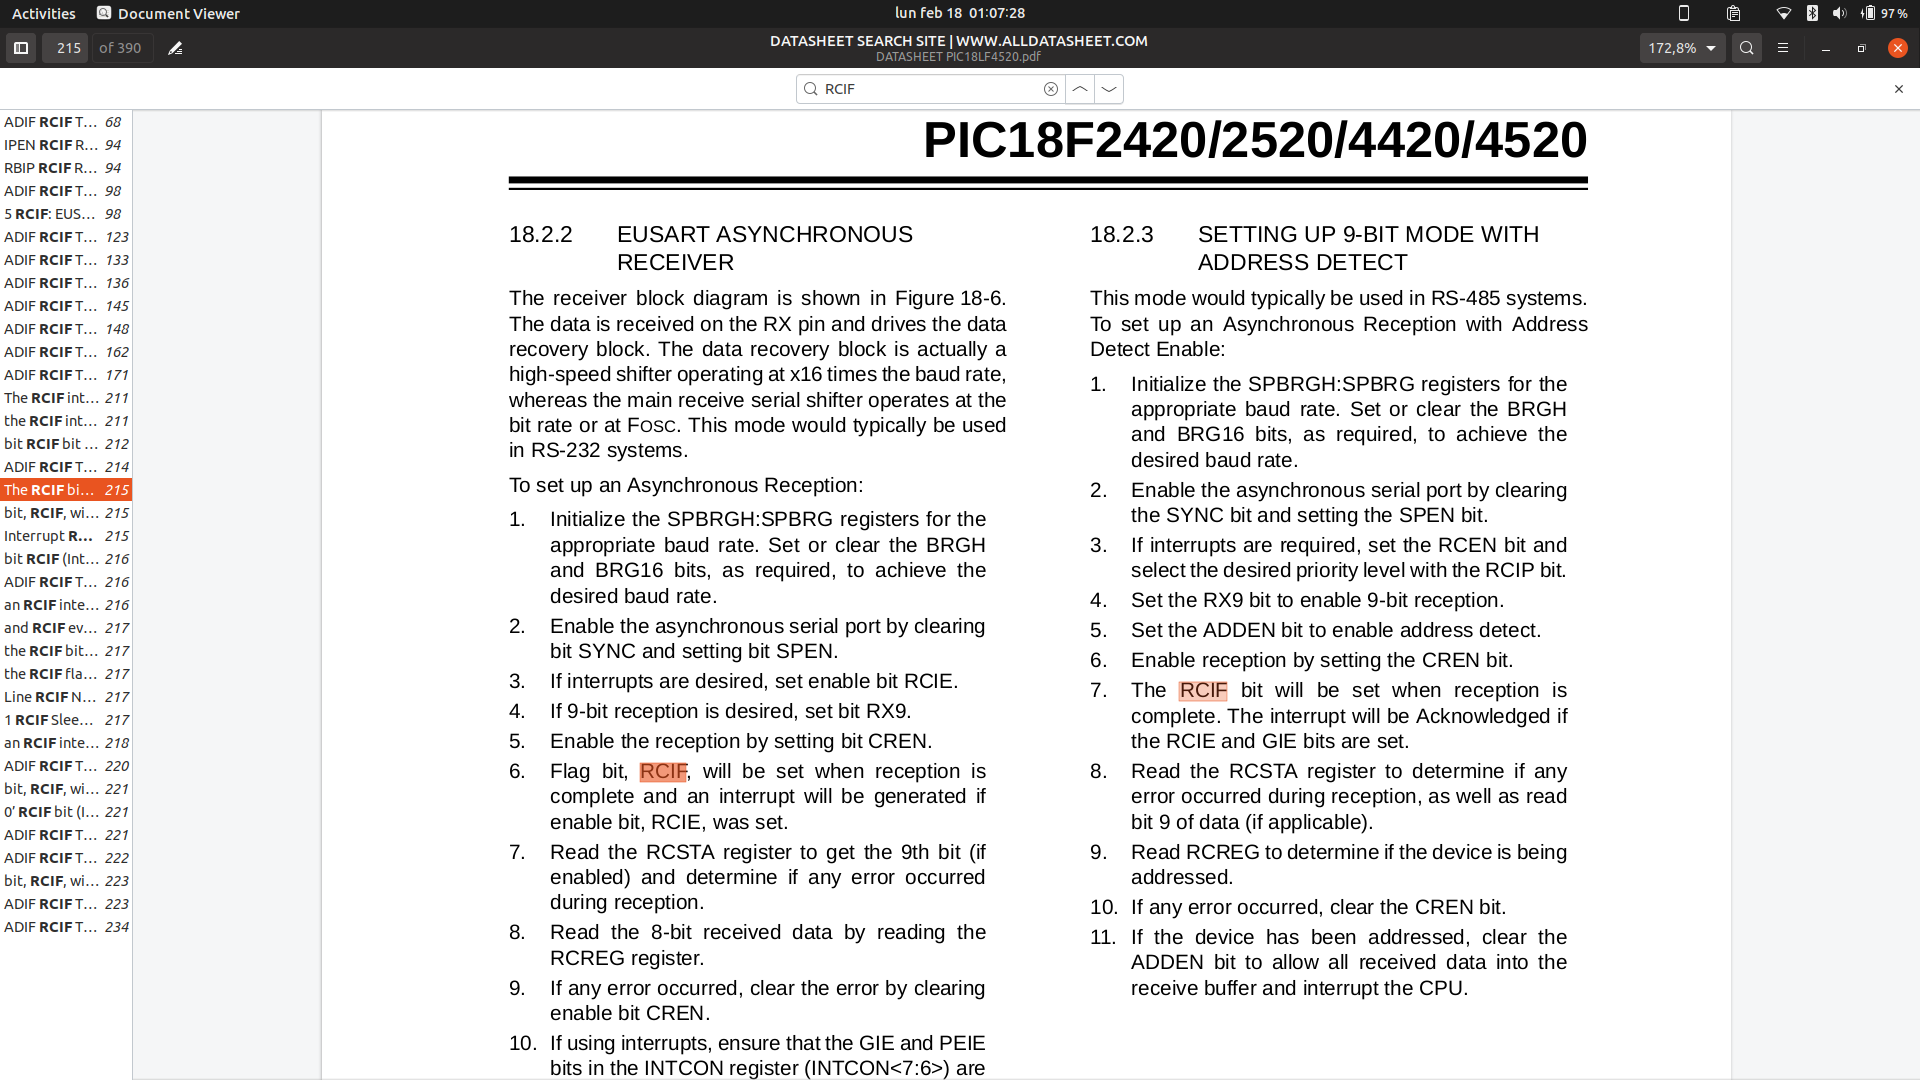 Activities
Document Viewer
lun feb 18 01:07:28
97 %
215
of 390
DATASHEET SEARCH SITE | WWW.ALLDATASHEET.COM
DATASHEET PIC18LF4520.pdf
172,8%
RCIF
ADIF RCIF T… 68
IPEN RCIF R… 94
RBIP RCIF R… 94
ADIF RCIF T… 98
5 RCIF: EUS… 98
ADIF RCIF T… 123
ADIF RCIF T… 133
ADIF RCIF T… 136
ADIF RCIF T… 145
ADIF RCIF T… 148
ADIF RCIF T… 162
ADIF RCIF T… 171
The RCIF int… 211
the RCIF int… 211
bit RCIF bit … 212
ADIF RCIF T… 214
The RCIF bi… 215
bit, RCIF, wi… 215
Interrupt R… 215
bit RCIF (Int… 216
ADIF RCIF T… 216
an RCIF inte… 216
and RCIF ev… 217
the RCIF bit… 217
the RCIF fla… 217
Line RCIF N… 217
1 RCIF Slee… 217
an RCIF inte… 218
ADIF RCIF T… 220
bit, RCIF, wi… 221
0’ RCIF bit (I… 221
ADIF RCIF T… 221
ADIF RCIF T… 222
bit, RCIF, wi… 223
ADIF RCIF T… 223
ADIF RCIF T… 234
PIC18F2420/2520/4420/4520
18.2.2 EUSART ASYNCHRONOUS
RECEIVER
The receiver block diagram is shown in Figure 18-6.
The data is received on the RX pin and drives the data
recovery block. The data recovery block is actually a
high-speed shifter operating at x16 times the baud rate,
whereas the main receive serial shifter operates at the
bit rate or at FOSC. This mode would typically be used
in RS-232 systems.
To set up an Asynchronous Reception:
1. Initialize the SPBRGH:SPBRG registers for the
appropriate baud rate. Set or clear the BRGH
and BRG16 bits, as required, to achieve the
desired baud rate.
2. Enable the asynchronous serial port by clearing
bit SYNC and setting bit SPEN.
3. If interrupts are desired, set enable bit RCIE.
4. If 9-bit reception is desired, set bit RX9.
5. Enable the reception by setting bit CREN.
6. Flag bit, RCIF, will be set when reception is
complete and an interrupt will be generated if
enable bit, RCIE, was set.
7. Read the RCSTA register to get the 9th bit (if
enabled) and determine if any error occurred
during reception.
8. Read the 8-bit received data by reading the
RCREG register.
9. If any error occurred, clear the error by clearing
enable bit CREN.
10. If using interrupts, ensure that the GIE and PEIE
bits in the INTCON register (INTCON<7:6>) are
18.2.3 SETTING UP 9-BIT MODE WITH
ADDRESS DETECT
This mode would typically be used in RS-485 systems.
To set up an Asynchronous Reception with Address
Detect Enable:
1. Initialize the SPBRGH:SPBRG registers for the
appropriate baud rate. Set or clear the BRGH
and BRG16 bits, as required, to achieve the
desired baud rate.
2. Enable the asynchronous serial port by clearing
the SYNC bit and setting the SPEN bit.
3. If interrupts are required, set the RCEN bit and
select the desired priority level with the RCIP bit.
4. Set the RX9 bit to enable 9-bit reception.
5. Set the ADDEN bit to enable address detect.
6. Enable reception by setting the CREN bit.
7. The RCIF bit will be set when reception is
complete. The interrupt will be Acknowledged if
the RCIE and GIE bits are set.
8. Read the RCSTA register to determine if any
error occurred during reception, as well as read
bit 9 of data (if applicable).
9. Read RCREG to determine if the device is being
addressed.
10. If any error occurred, clear the CREN bit.
11. If the device has been addressed, clear the
ADDEN bit to allow all received data into the
receive buffer and interrupt the CPU.